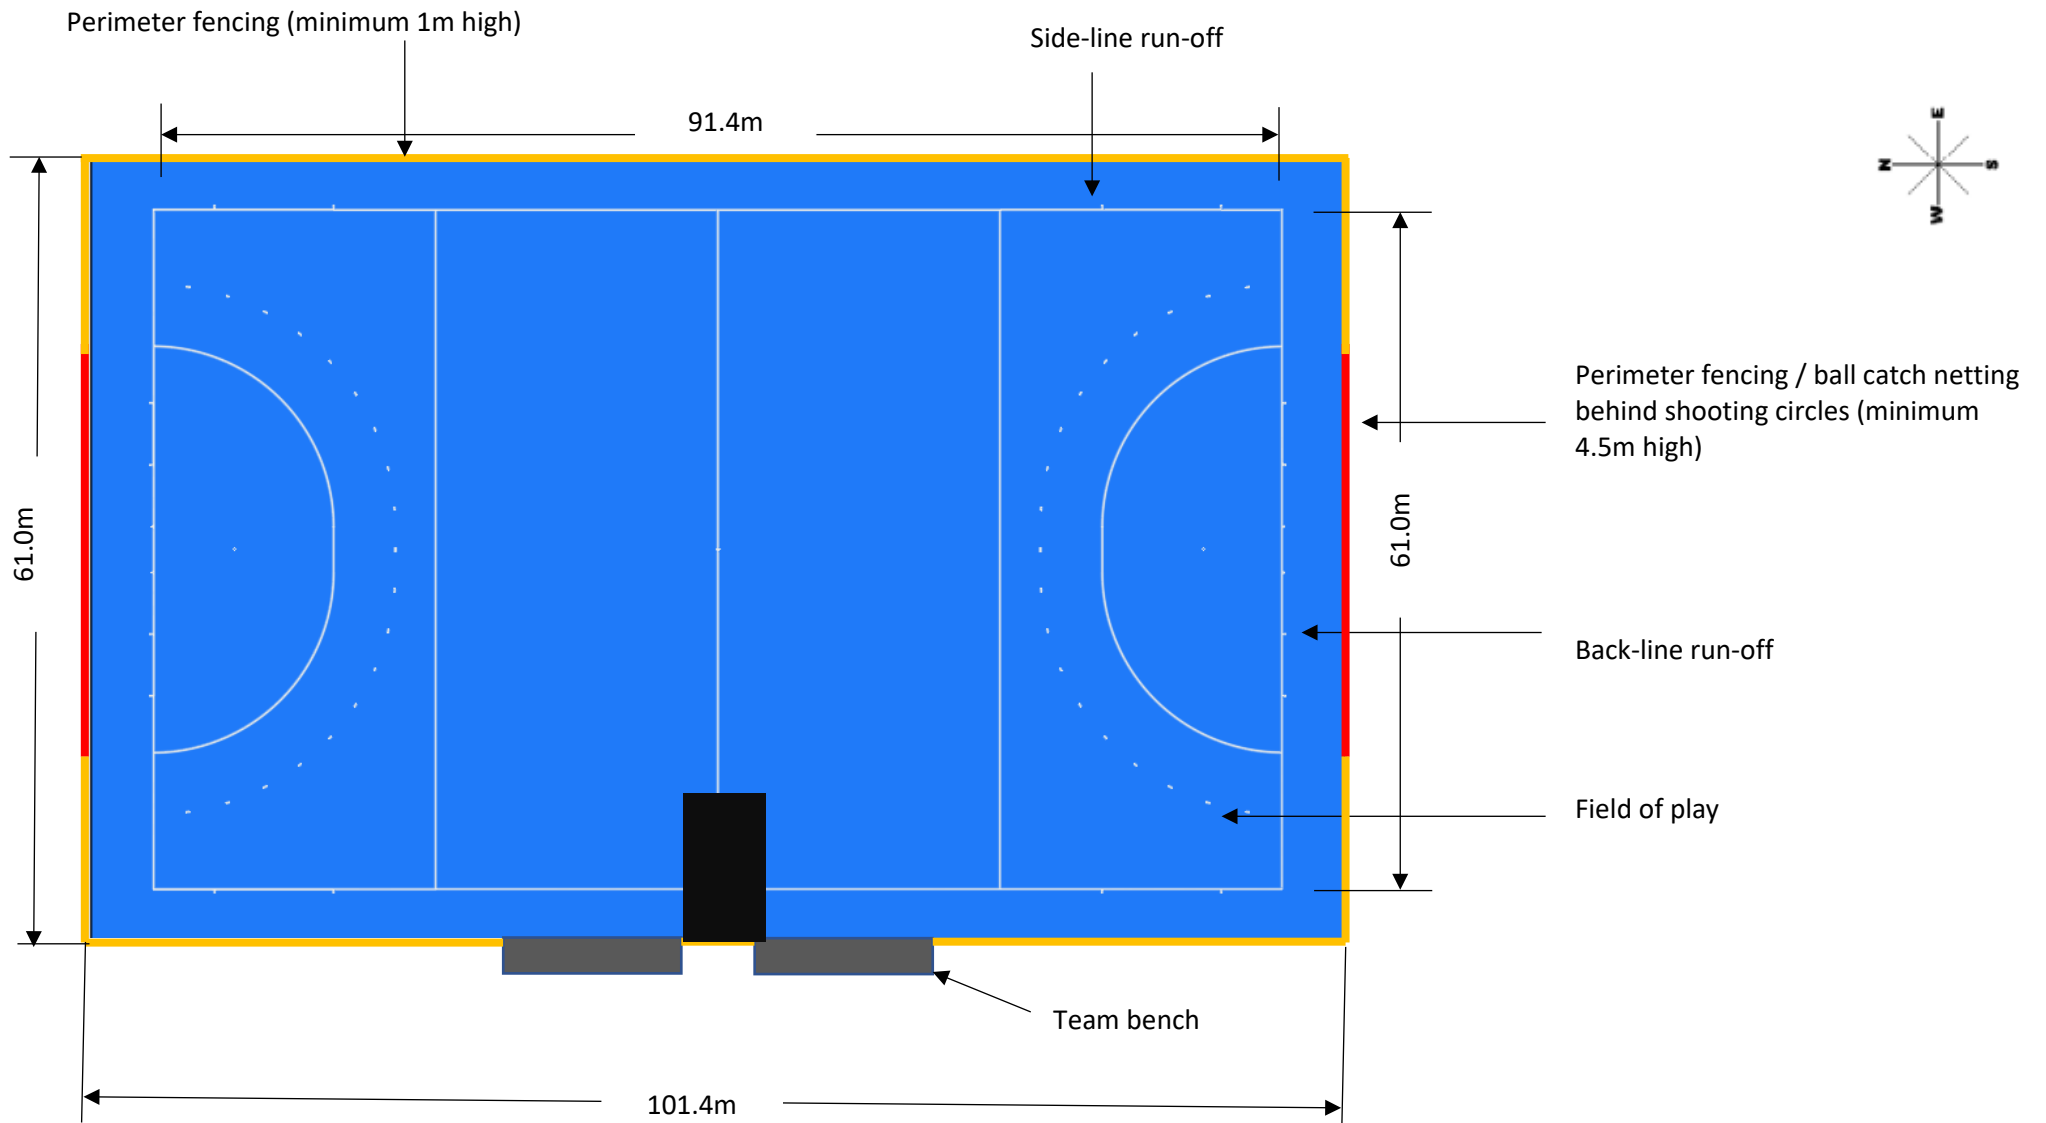 Perimeter fencing (minimum 1m high)
Side-line run-off
91.4m
E
N
S
W
61.0m
61.0m
Perimeter fencing / ball catch netting
behind shooting circles (minimum
4.5m high)
Back-line run-off
Field of play
Team bench
101.4m